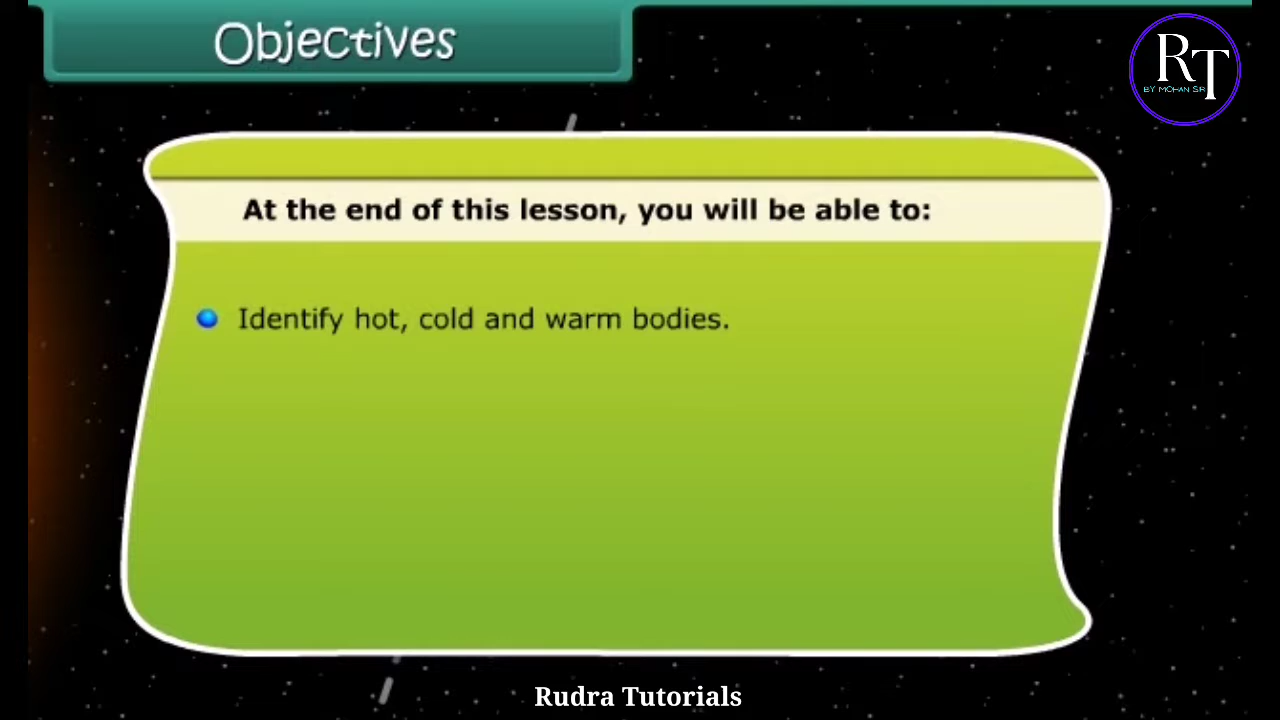 Objectives
RT
BY MOHAN SIR
At the end of this lesson, you will be able to:
Identify hot, cold and warm bodies.
Rudra Tutorials